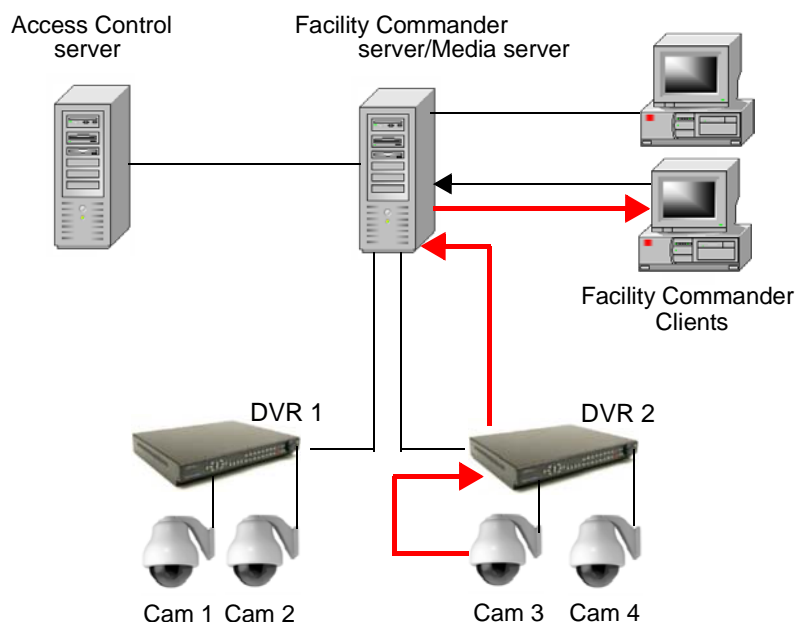 Access Control
server
Facility Commander
server/Media server
Facility Commander
Clients
DVR 1
DVR 2
Cam 1
Cam 2
Cam 3
Cam 4